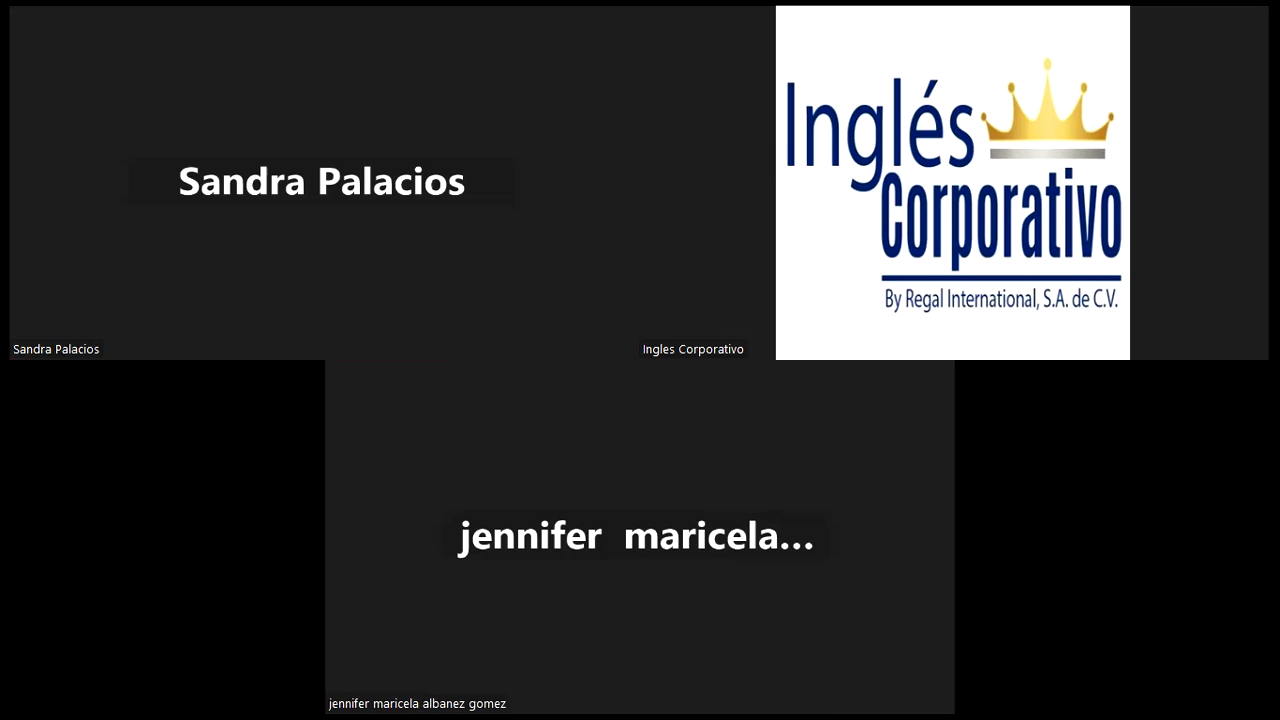 Sandra Palacios
Sandra Palacios
Inglés
Corporativo
By Regal International, S.A. de C.V.
Ingles Corporativo
jennifer maricela...
jennifer maricela albanez gomez